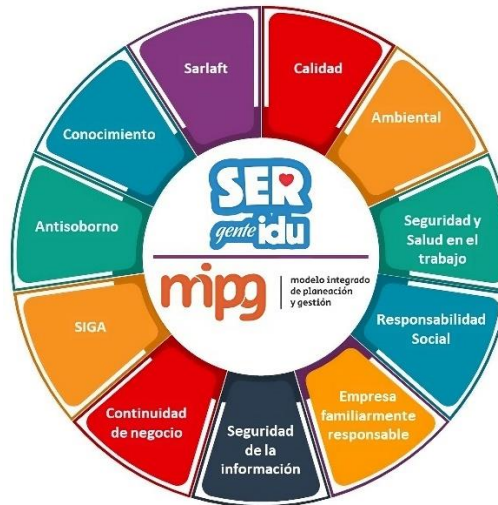 Sarlaft
Calidad
Ambiental
Seguridad y
Salud en el
trabajo
Responsabilidad
Social
Empresa
familiarmente
responsable
Seguridad
de la
información
Continuidad
de negocio
SIGA
Antisoborno
Conocimiento
SER
gente idu
mipg
modelo integrado
de planeación
y gestión